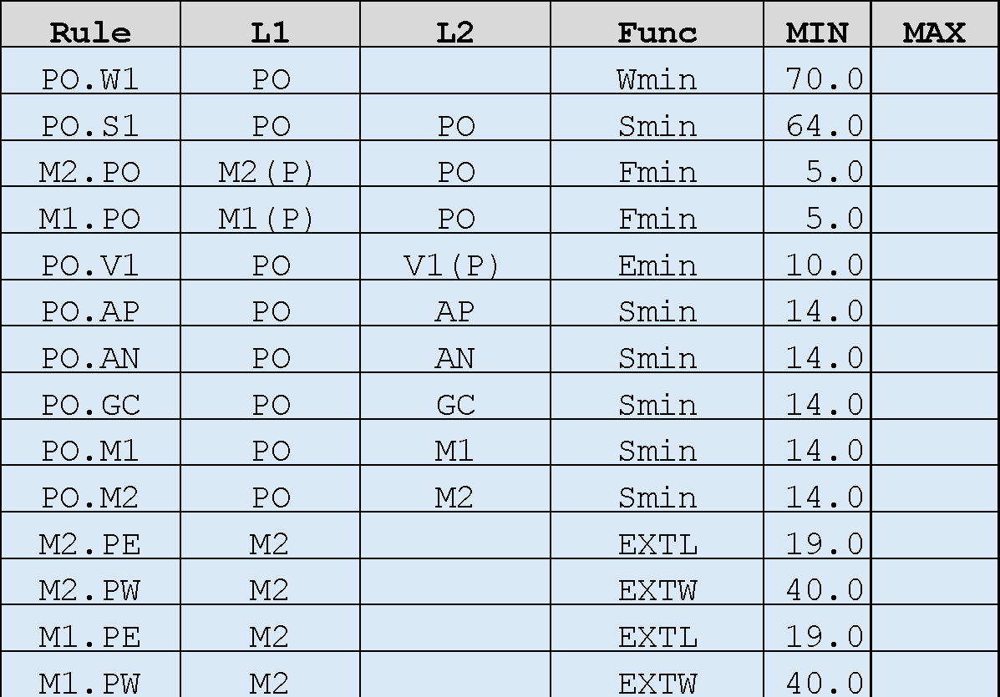 Rule L1 L2 Func MIN MAX
PO.W1 PO Wmin 70.0
PO.S1 PO PO Smin 64.0
M2.PO M2(P) PO Fmin 5.0
M1.PO M1(P) PO Fmin 5.0
PO.V1 PO V1(P) Emin 10.0
PO.AP PO AP Smin 14.0
PO.AN PO AN Smin 14.0
PO.GC PO GC Smin 14.0
PO.M1 PO M1 Smin 14.0
PO.M2 PO M2 Smin 14.0
M2.PE M2 EXTL 19.0
M2.PW M2 EXTW 40.0
M1.PE M2 EXTL 19.0
M1.PW M2 EXTW 40.0